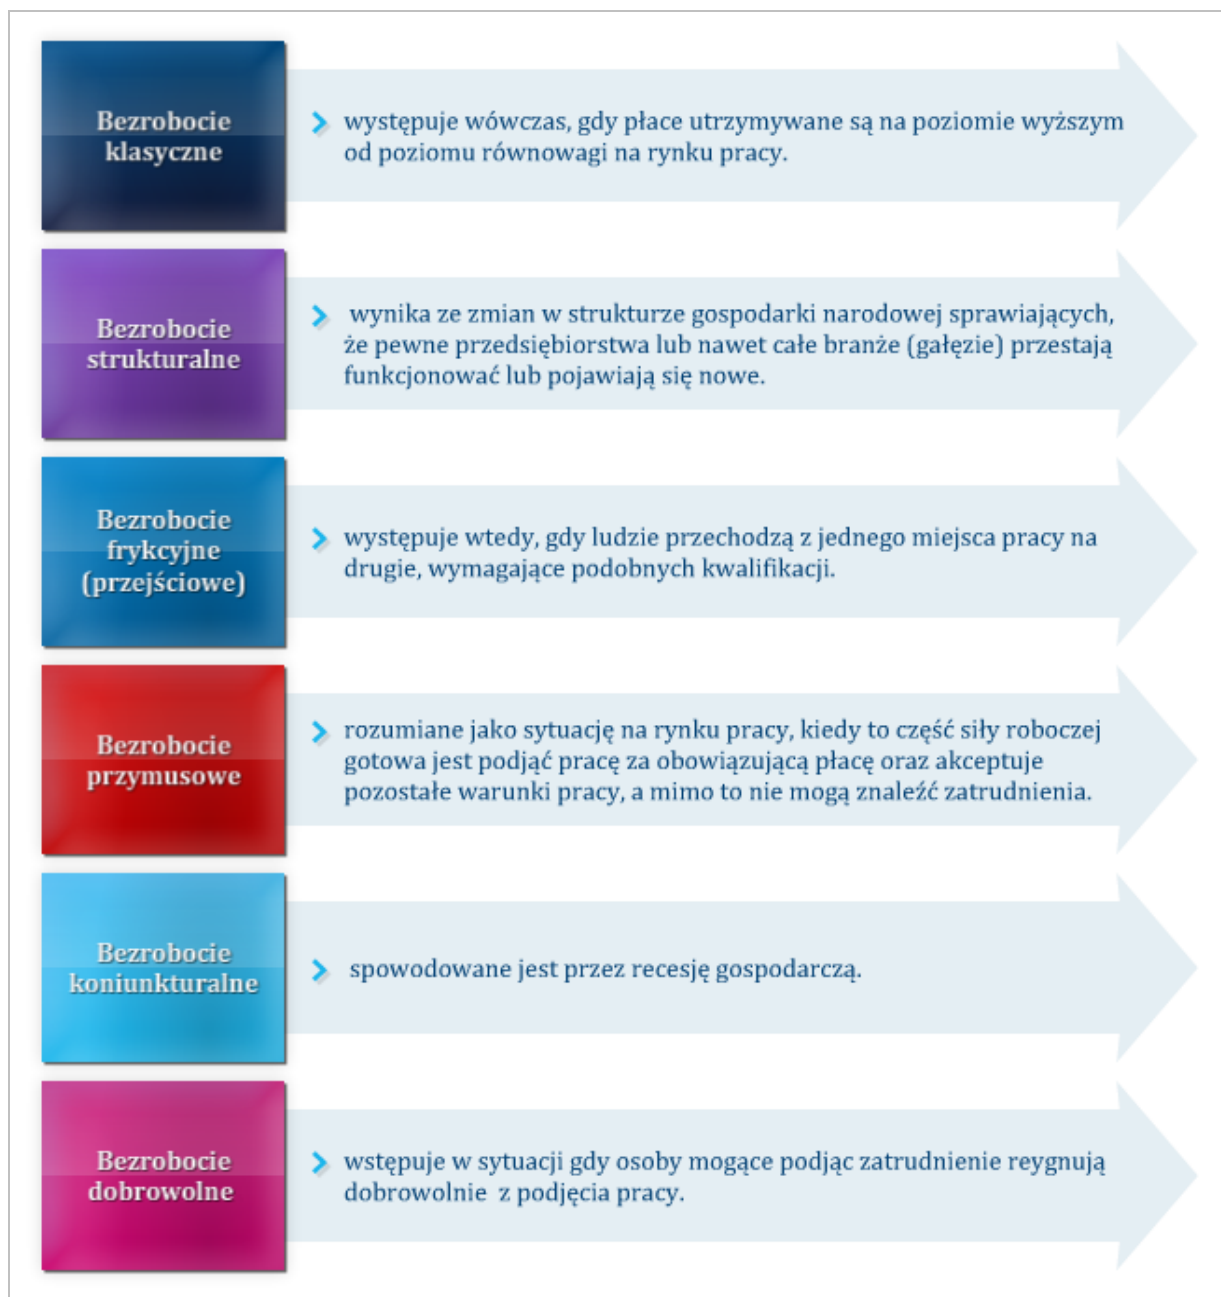 Bezrobocie
klasyczne
występuje wówczas, gdy płace utrzymywane są na poziomie wyższym
od poziomu równowagi na rynku pracy.
Bezrobocie
strukturalne
wynika ze zmian w strukturze gospodarki narodowej sprawiających,
że pewne przedsiębiorstwa lub nawet całe branże (gałęzie) przestają
funkcjonować lub pojawiają się nowe.
Bezrobocie
frykcyjne
(przejściowe)
występuje wtedy, gdy ludzie przechodzą z jednego miejsca pracy na
drugie, wymagające podobnych kwalifikacji.
Bezrobocie
przymusowe
rozumiane jako sytuację na rynku pracy, kiedy to część siły roboczej
gotowa jest podjąć pracę za obowiązującą płacę oraz akceptuje
pozostałe warunki pracy, a mimo to nie mogą znaleźć zatrudnienia.
Bezrobocie
koniunkturalne
spowodowane jest przez recesję gospodarczą.
Bezrobocie
dobrowolne
wstępuje w sytuacji gdy osoby mogące podjąc zatrudnienie reygnują
dobrowolnie z podjęcia pracy.